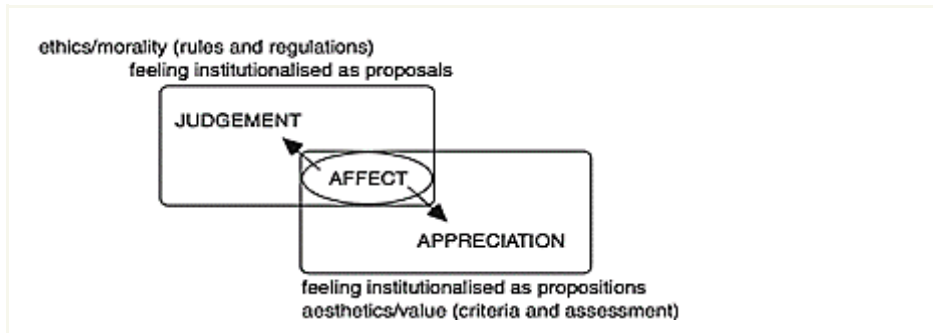 ethics/morality (rules and regulations)
feeling institutionalised as proposals
JUDGEMENT
AFFECT
APPRECIATION
feeling institutionalised as propositions
aesthetics/value (criteria and assessment)